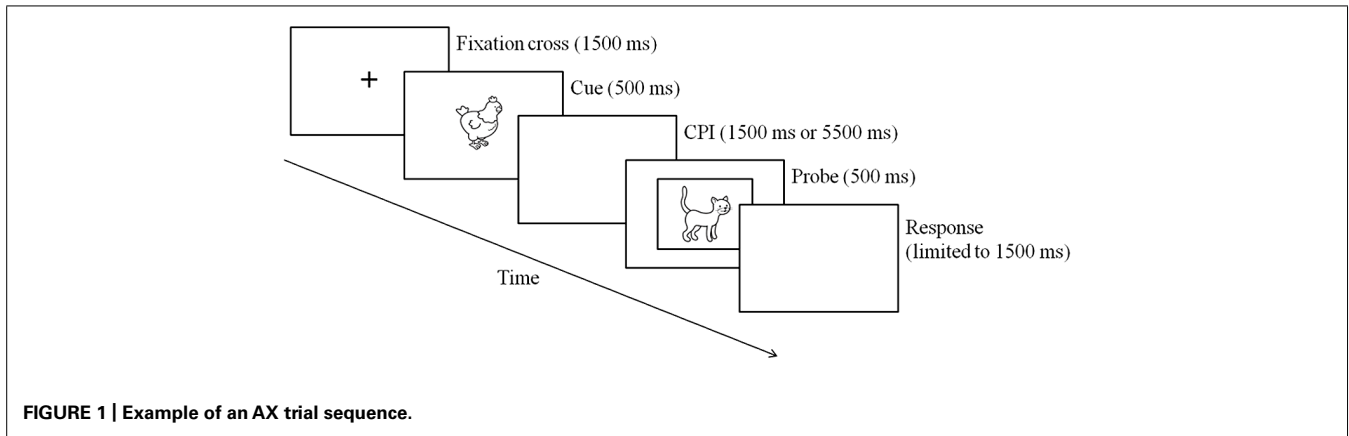 Fixation cross (1500 ms)
Cue (500 ms)
CPI (1500 ms or 5500 ms)
Probe (500 ms)
Response
(limited to 1500 ms)
Time
FIGURE 1 | Example of an AX trial sequence.